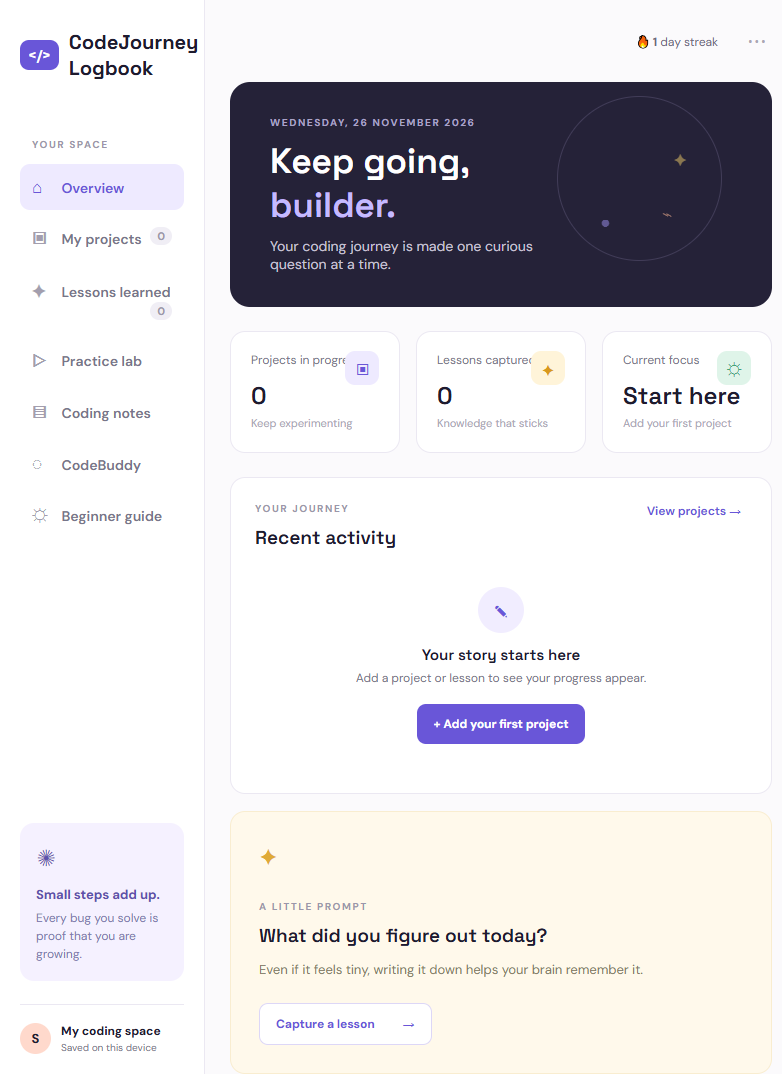 </>
CodeJourney
Logbook
YOUR SPACE
Overview
My projects 0
Lessons learned
0
Practice lab
Coding notes
CodeBuddy
Beginner guide
Small steps add up.
Every bug you solve is
proof that you are
growing.
S
My coding space
Saved on this device
1 day streak
WEDNESDAY, 26 NOVEMBER 2026
Keep going,
builder.
Your coding journey is made one curious
question at a time.
Projects in progre
0
Keep experimenting
Lessons captured
0
Knowledge that sticks
Current focus
Start here
Add your first project
YOUR JOURNEY
View projects →
Recent activity
Your story starts here
Add a project or lesson to see your progress appear.
+ Add your first project
A LITTLE PROMPT
What did you figure out today?
Even if it feels tiny, writing it down helps your brain remember it.
Capture a lesson →